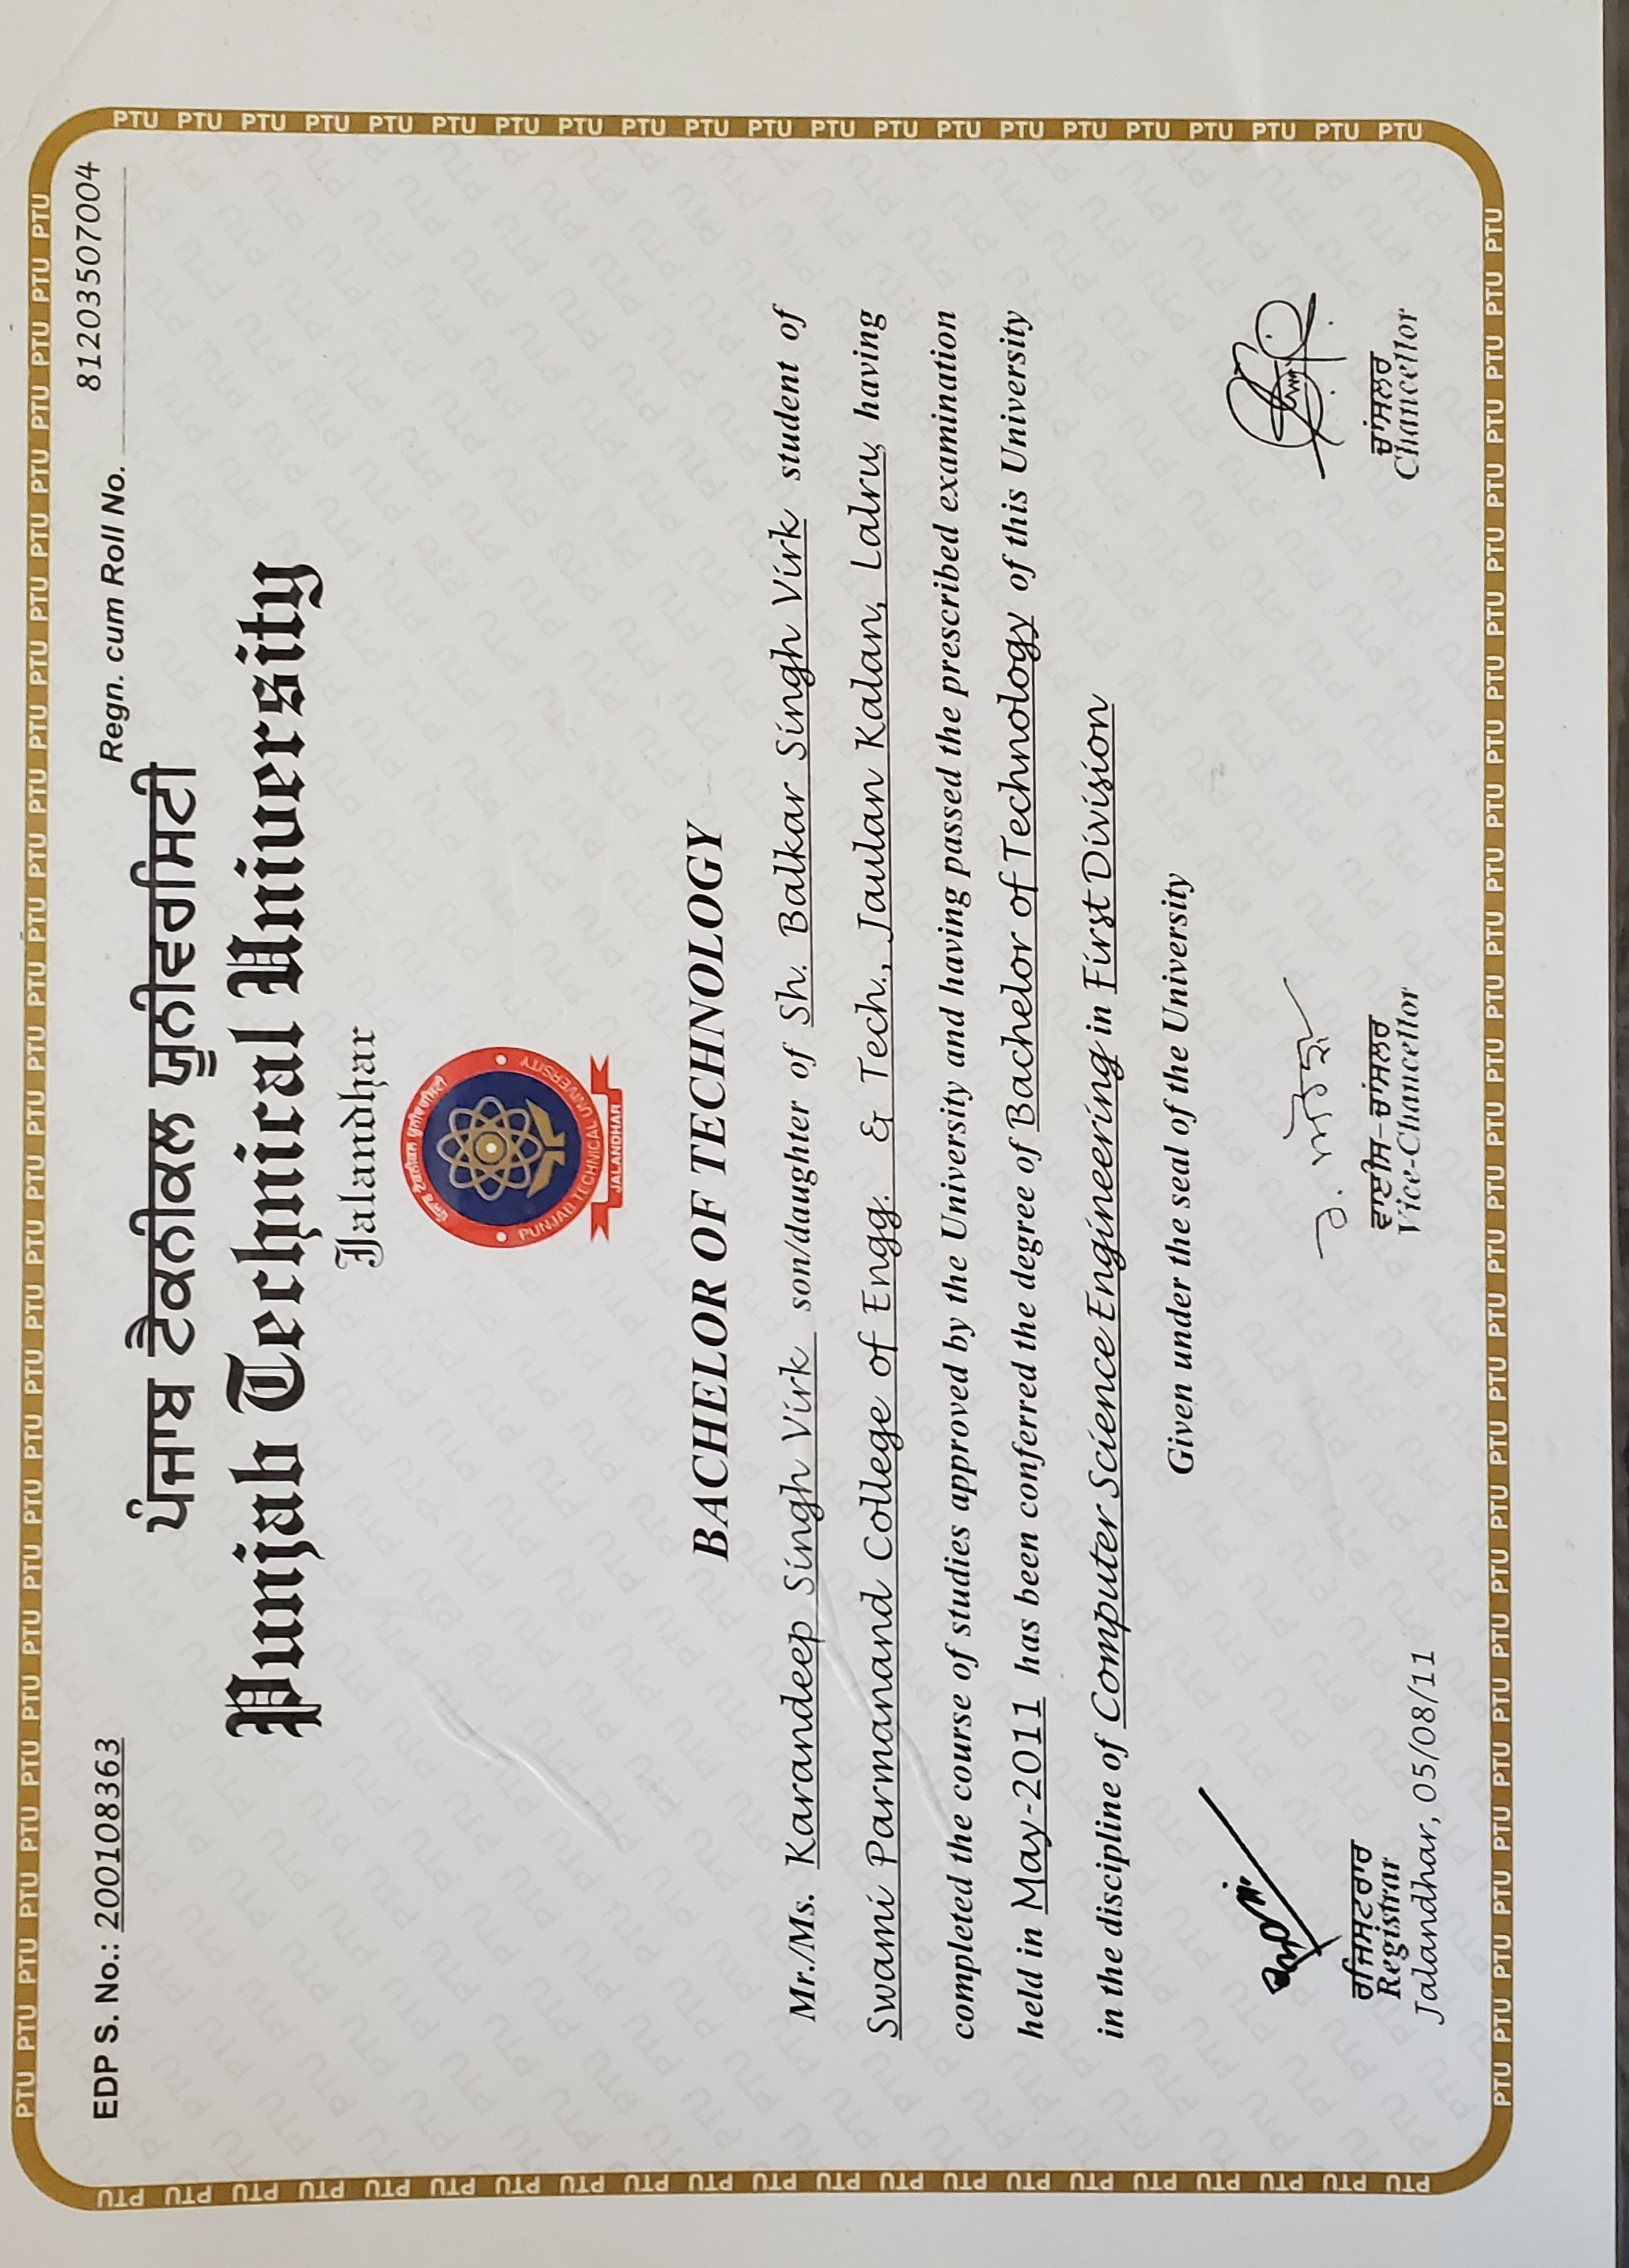 PTU PTU PTU PTU PTU PTU PTU PTU PTU PTU PTU PTU PTU PTU PTU PTU PTU PTU PTU PTU PTU PTU PTU PTU PTU PTU PTU PTU PTU PTU
EDP S. No.: 200108363
Regn. cum Roll No. 81203507004
ਪੰਜਾਬ ਟੈਕਨੀਕਲ ਯੂਨੀਵਰਸਿਟੀ
Punjab Technical University
Jalandhar
ਪੰਜਾਬ ਟੈਕਨੀਕਲ ਯੂਨੀਵਰਸਿਟੀ
PUNJAB TECHNICAL UNIVERSITY
JALANDHAR
BACHELOR OF TECHNOLOGY
Mr./Ms. Karandeep Singh Virk son/daughter of Sh. Balkar Singh Virk student of
Swami Parmanand College of Engg. & Tech., Jaulan Kalan, Lalru, having
completed the course of studies approved by the University and having passed the prescribed examination
held in May-2011 has been conferred the degree of Bachelor of Technology of this University
in the discipline of Computer Science Engineering in First Division
Given under the seal of the University
ਰਜਿਸਟਰਾਰ
Registrar
Jalandhar, 05/08/11
ਵਾਈਸ-ਚਾਂਸਲਰ
Vice-Chancellor
ਚਾਂਸਲਰ
Chancellor
PTU PTU PTU PTU PTU PTU PTU PTU PTU PTU PTU PTU PTU PTU PTU PTU PTU PTU PTU PTU PTU PTU PTU PTU PTU PTU PTU PTU PTU PTU